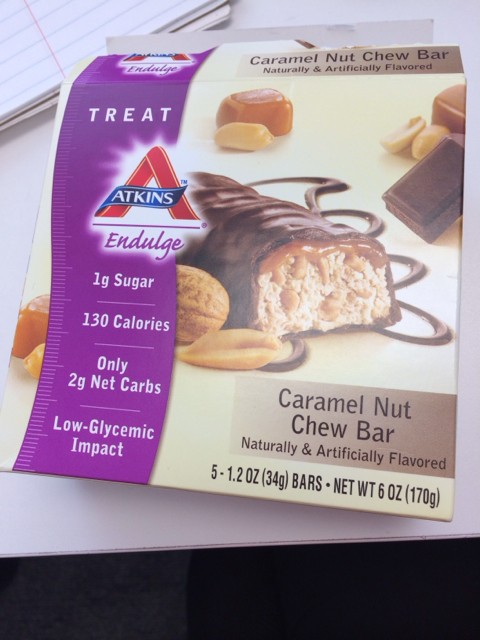 ATKINS
Endulge
Caramel Nut Chew Bar
Naturally & Artificially Flavored
TREAT
ATKINS™
Endulge®
1g Sugar
130 Calories
Only
2g Net Carbs
Low-Glycemic
Impact
Caramel Nut
Chew Bar
Naturally & Artificially Flavored
5 - 1.2 OZ (34g) BARS • NET WT 6 OZ (170g)